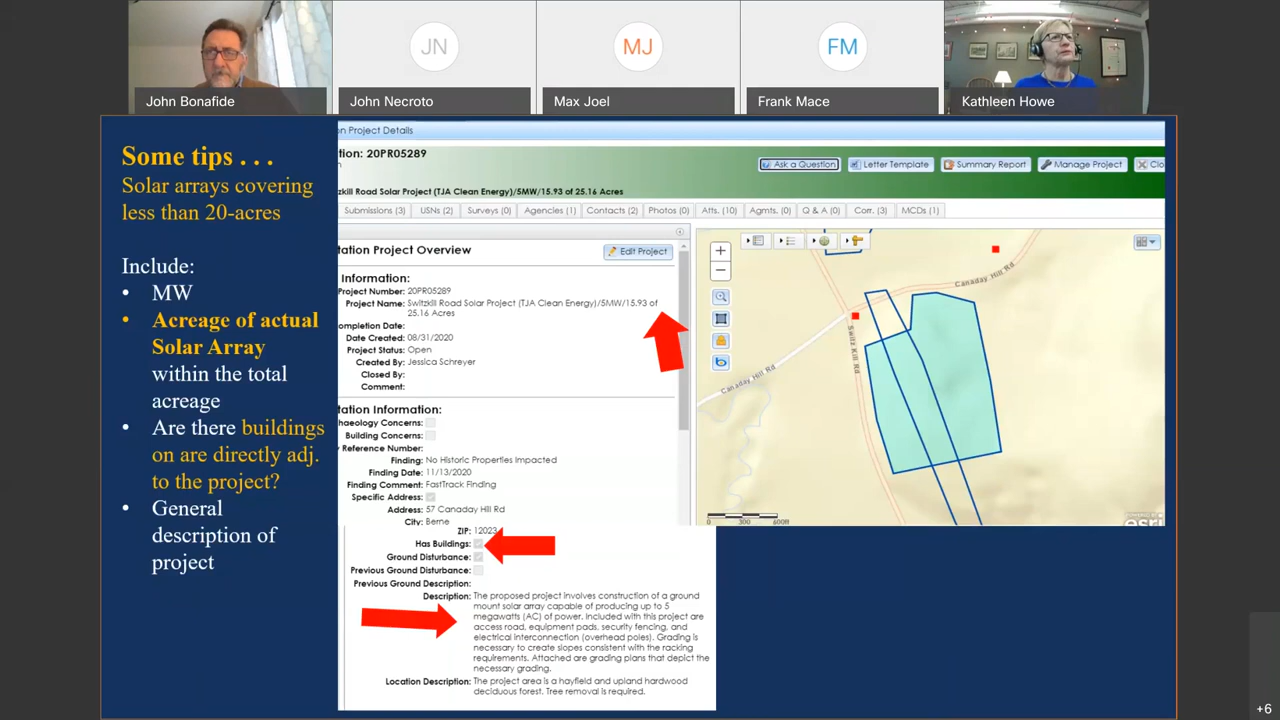 JN
MJ
FM
John Bonafide
John Necroto
Max Joel
Frank Mace
Kathleen Howe
Some tips . . .
Solar arrays covering
less than 20-acres
Include:
• MW
• Acreage of actual
Solar Array
within the total
acreage
• Are there buildings
on are directly adj.
to the project?
• General
description of
project
on Project Details
tion: 20PR05289
Ask a Question
Letter Template
Summary Report
Manage Project
Clo
tzkill Road Solar Project (TJA Clean Energy)/5MW/15.93 of 25.16 Acres
Submissions (3)
USNs (2)
Surveys (0)
Agencies (1)
Contacts (2)
Photos (0)
Atts. (10)
Agmts. (0)
Q & A (0)
Corr. (3)
MCDs (1)
tation Project Overview
Edit Project
Information:
Project Number: 20PR05289
Project Name: Switzkill Road Solar Project (TJA Clean Energy)/5MW/15.93 of
25.16 Acres
ompletion Date:
Date Created: 08/31/2020
Project Status: Open
Created By: Jessica Schreyer
Closed By:
Comment:
tation Information:
haeology Concerns:
Building Concerns:
y Reference Number:
Finding: No Historic Properties Impacted
Finding Date: 11/13/2020
Finding Comment: FastTrack Finding
Specific Address:
Address: 57 Canaday Hill Rd
City: Berne
ZIP: 12023
Has Buildings:
Ground Disturbance:
Previous Ground Disturbance:
Previous Ground Description:
Description: The proposed project involves construction of a ground
mount solar array capable of producing up to 5
megawatts (AC) of power. Included with this project are
access road, equipment pads, security fencing, and
electrical interconnection (overhead poles). Grading is
necessary to create slopes consistent with the racking
requirements. Attached are grading plans that depict the
necessary grading.
Location Description: The project area is a hayfield and upland hardwood
deciduous forest. Tree removal is required.
+
−
Canaday Hill Rd
Switz Kill Rd
Canaday Hill Rd
0 300 600ft
esri
+6